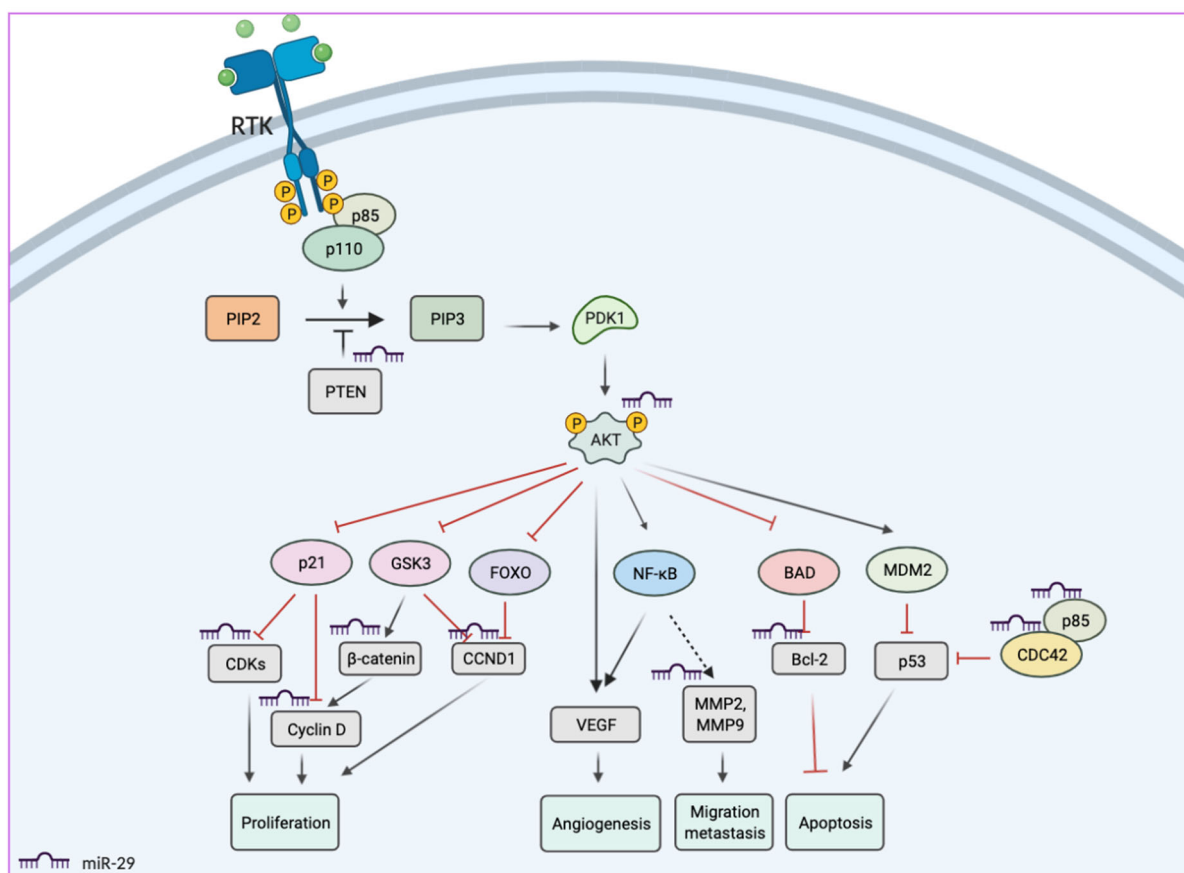 RTK
P
P
P
P
p85
p110
PIP2
PIP3
PDK1
PTEN
P
P
AKT
p21
GSK3
FOXO
NF-κB
BAD
MDM2
p85
CDC42
CDKs
β-catenin
CCND1
Bcl-2
p53
Cyclin D
VEGF
MMP2,
MMP9
Proliferation
Angiogenesis
Migration
metastasis
Apoptosis
miR-29